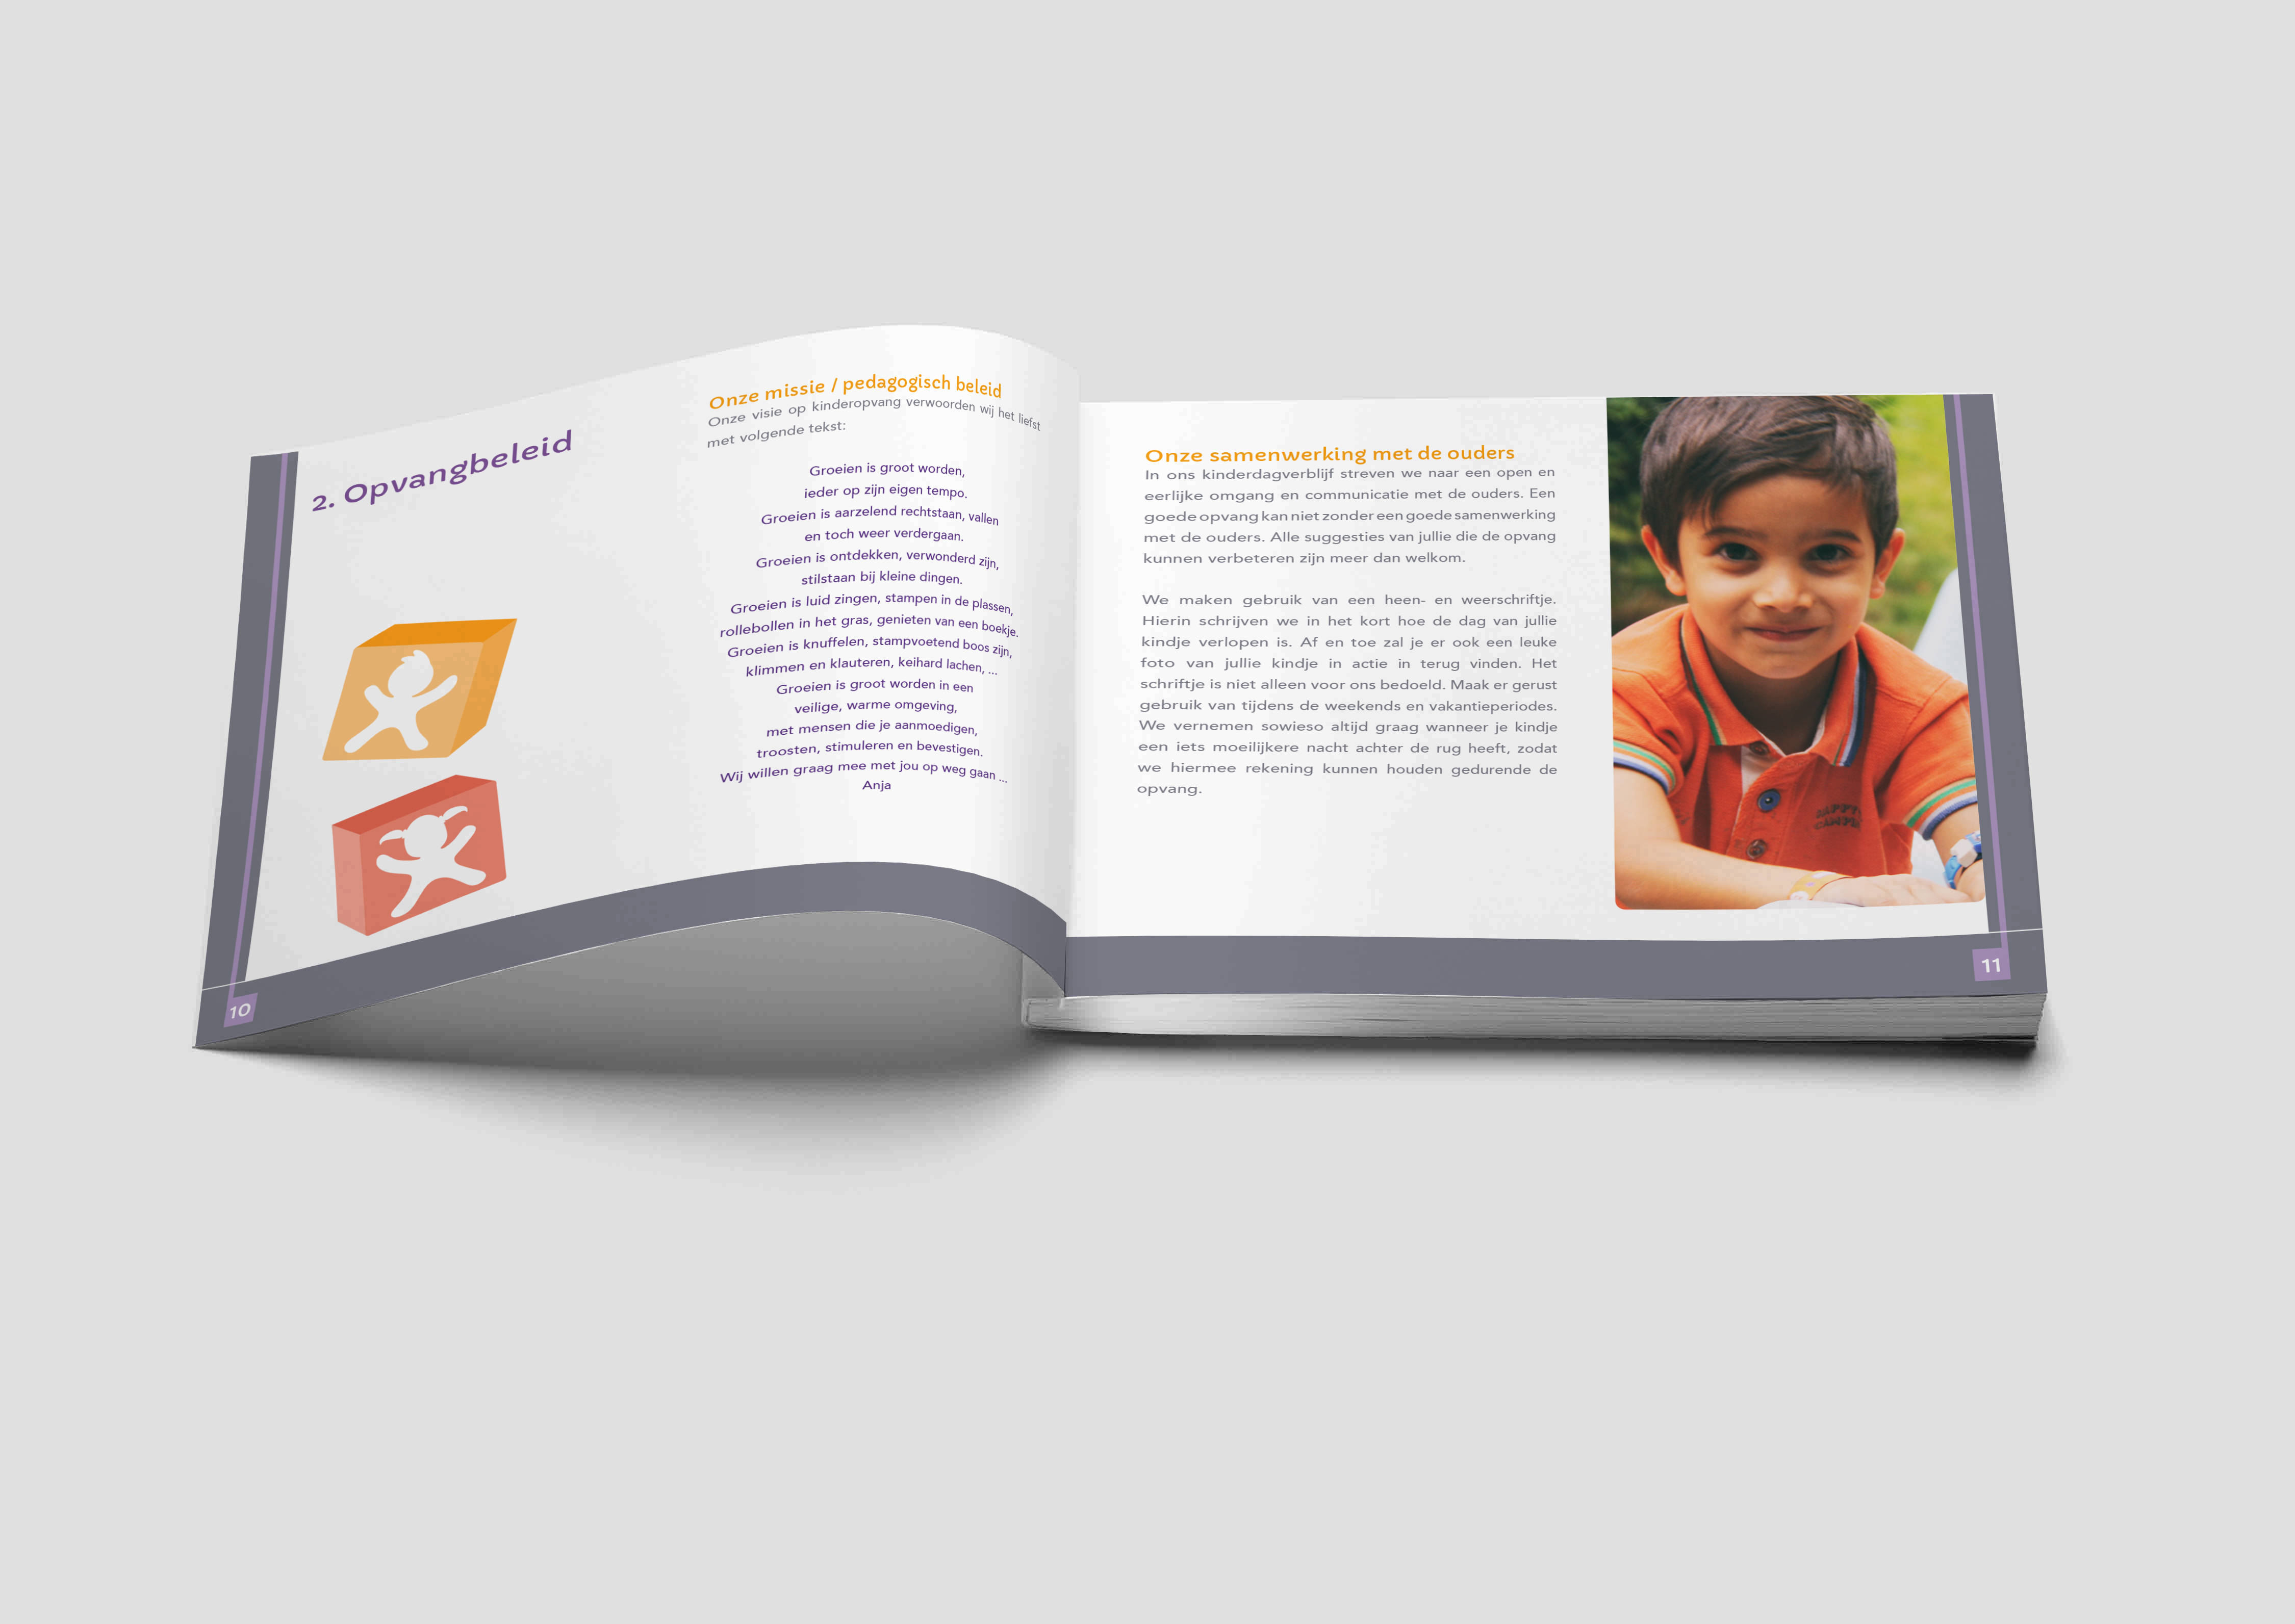 2. Opvangbeleid
Onze missie / pedagogisch beleid
Onze visie op kinderopvang verwoorden wij het liefst
met volgende tekst:
Groeien is groot worden,
ieder op zijn eigen tempo.
Groeien is aarzelend rechtstaan, vallen
en toch weer verdergaan.
Groeien is ontdekken, verwonderd zijn,
stilstaan bij kleine dingen.
Groeien is luid zingen, stampen in de plassen,
rollebollen in het gras, genieten van een boekje.
Groeien is knuffelen, stampvoetend boos zijn,
klimmen en klauteren, keihard lachen, ...
Groeien is groot worden in een
veilige, warme omgeving,
met mensen die je aanmoedigen,
troosten, stimuleren en bevestigen.
Wij willen graag mee met jou op weg gaan ...
Anja
10
Onze samenwerking met de ouders
In ons kinderdagverblijf streven we naar een open en
eerlijke omgang en communicatie met de ouders. Een
goede opvang kan niet zonder een goede samenwerking
met de ouders. Alle suggesties van jullie die de opvang
kunnen verbeteren zijn meer dan welkom.
We maken gebruik van een heen- en weerschriftje.
Hierin schrijven we in het kort hoe de dag van jullie
kindje verlopen is. Af en toe zal je er ook een leuke
foto van jullie kindje in actie in terug vinden. Het
schriftje is niet alleen voor ons bedoeld. Maak er gerust
gebruik van tijdens de weekends en vakantieperiodes.
We vernemen sowieso altijd graag wanneer je kindje
een iets moeilijkere nacht achter de rug heeft, zodat
we hiermee rekening kunnen houden gedurende de
opvang.
11